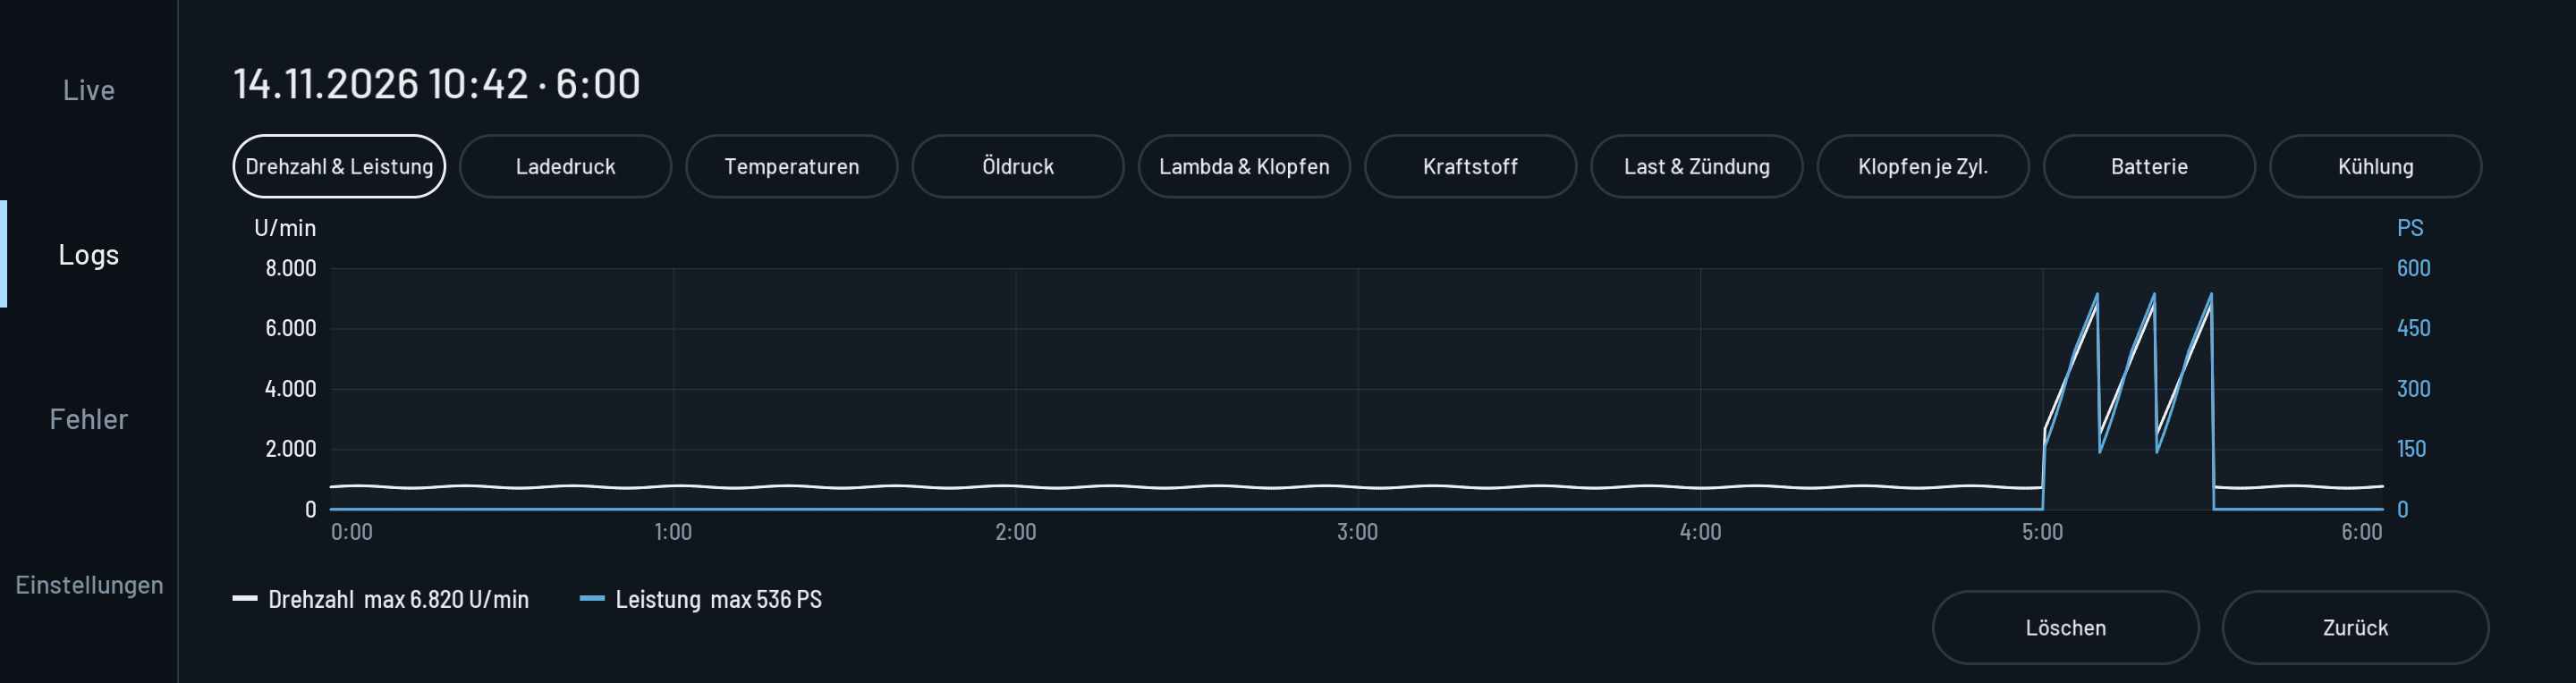 Live
Logs
Fehler
Einstellungen
14.11.2026 10:42 · 6:00
Drehzahl & Leistung Ladedruck Temperaturen Öldruck Lambda & Klopfen Kraftstoff Last & Zündung Klopfen je Zyl. Batterie Kühlung
U/min PS
8.000 600
6.000 450
4.000 300
2.000 150
0 0
0:00 1:00 2:00 3:00 4:00 5:00 6:00
Drehzahl max 6.820 U/min Leistung max 536 PS
Löschen Zurück